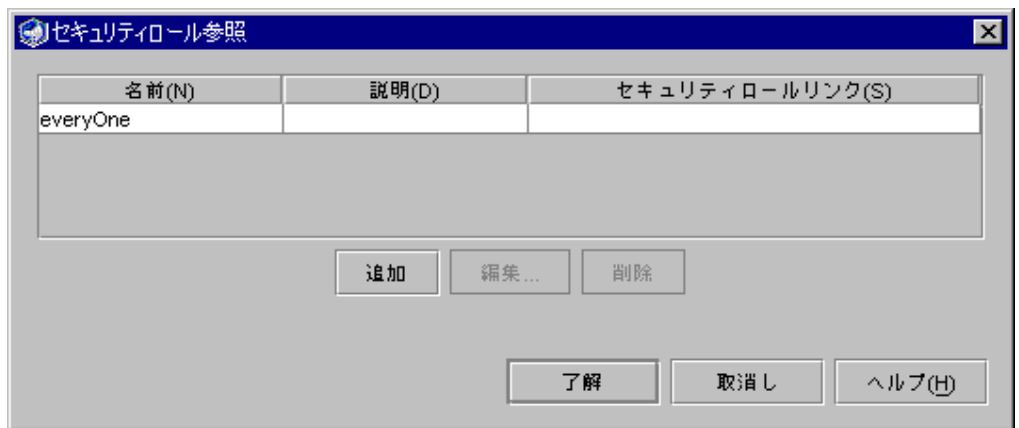 セキュリティロール参照
名前(N) 説明(D) セキュリティロールリンク(S)
everyOne
追加 編集... 削除
了解 取消し ヘルプ(H)